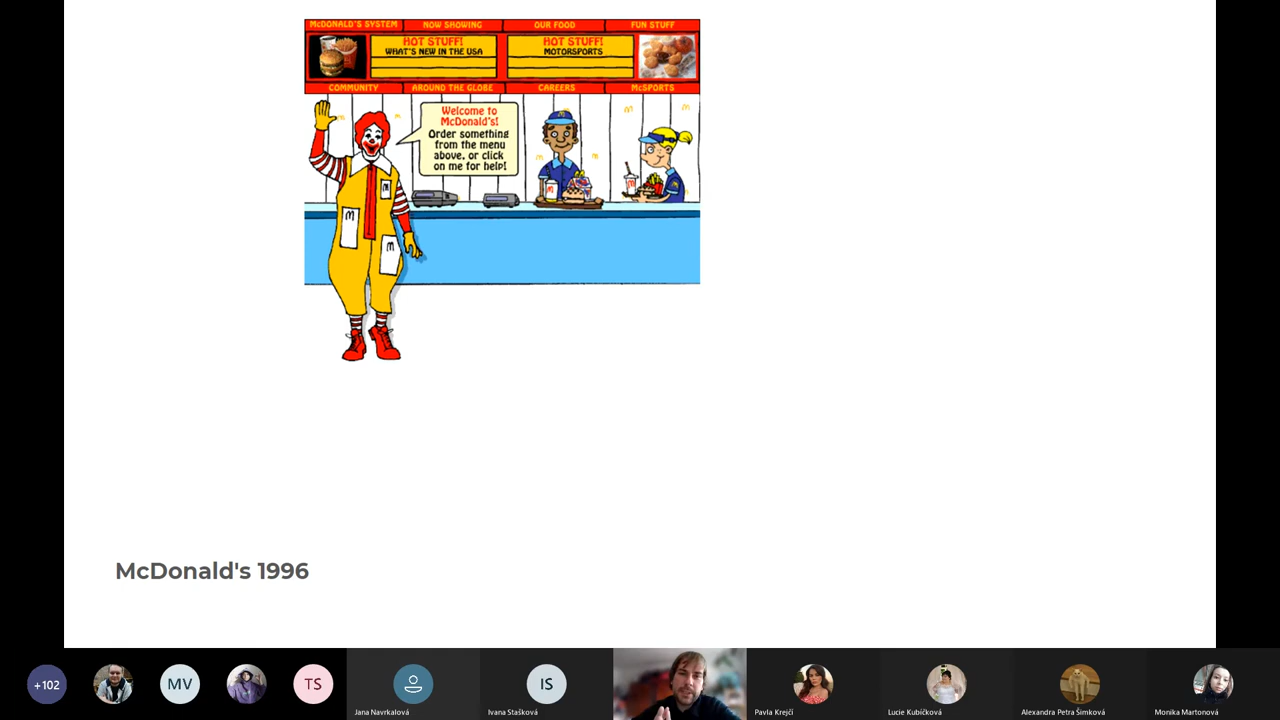 McDONALD'S SYSTEM NOW SHOWING OUR FOOD FUN STUFF
HOT STUFF!
WHAT'S NEW IN THE USA
HOT STUFF!
MOTORSPORTS
COMMUNITY AROUND THE GLOBE CAREERS McSPORTS
Welcome to
McDonald's!
Order something
from the menu
above, or click
on me for help!
McDonald's 1996
+102
MV
TS
Jana Navrkalová
IS
Ivana Stašková
Pavla Krejčí
Lucie Kubíčková
Alexandra Petra Šimková
Monika Martonová